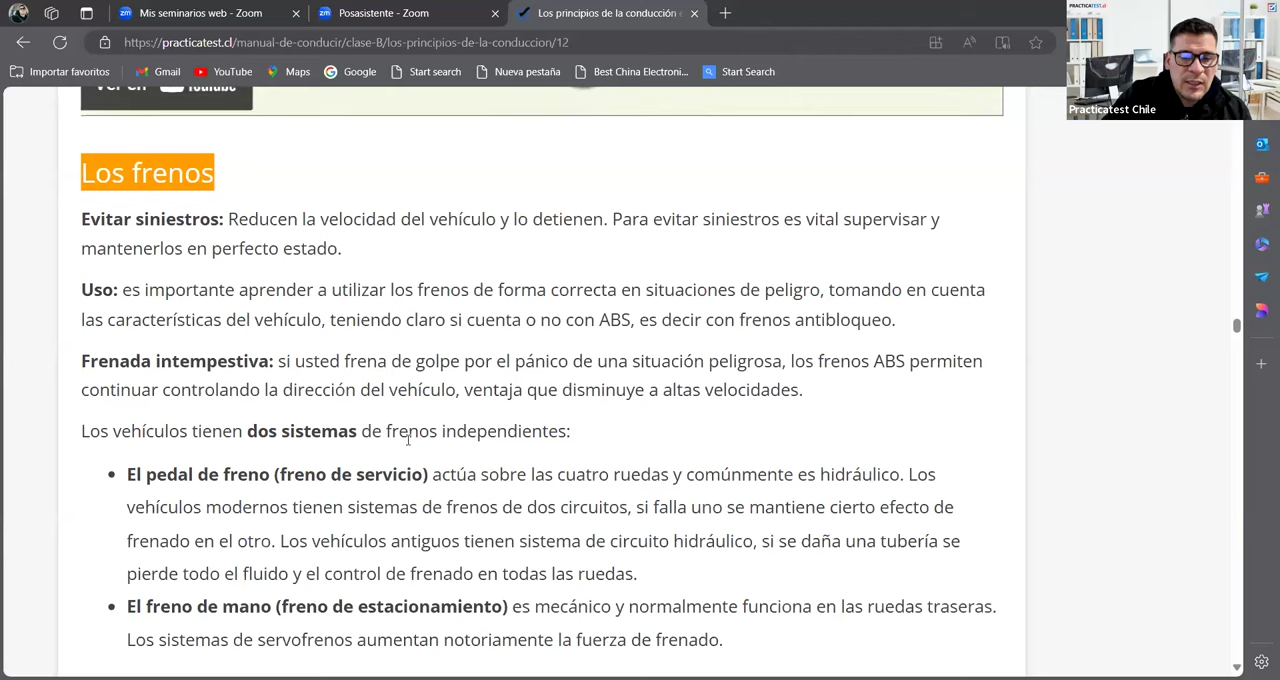 Mis seminarios web - Zoom
Posasistente - Zoom
Los principios de la conducción
https://practicatest.cl/manual-de-conducir/clase-B/los-principios-de-la-conduccion/12
Importar favoritos
Gmail
YouTube
Maps
Google
Start search
Nueva pestaña
Best China Electroni...
Start Search
PRACTICATEST.cl
Practicatest Chile
Ver en YouTube
Los frenos
Evitar siniestros: Reducen la velocidad del vehículo y lo detienen. Para evitar siniestros es vital supervisar y
mantenerlos en perfecto estado.
Uso: es importante aprender a utilizar los frenos de forma correcta en situaciones de peligro, tomando en cuenta
las características del vehículo, teniendo claro si cuenta o no con ABS, es decir con frenos antibloqueo.
Frenada intempestiva: si usted frena de golpe por el pánico de una situación peligrosa, los frenos ABS permiten
continuar controlando la dirección del vehículo, ventaja que disminuye a altas velocidades.
Los vehículos tienen dos sistemas de frenos independientes:
• El pedal de freno (freno de servicio) actúa sobre las cuatro ruedas y comúnmente es hidráulico. Los
vehículos modernos tienen sistemas de frenos de dos circuitos, si falla uno se mantiene cierto efecto de
frenado en el otro. Los vehículos antiguos tienen sistema de circuito hidráulico, si se daña una tubería se
pierde todo el fluido y el control de frenado en todas las ruedas.
• El freno de mano (freno de estacionamiento) es mecánico y normalmente funciona en las ruedas traseras.
Los sistemas de servofrenos aumentan notoriamente la fuerza de frenado.